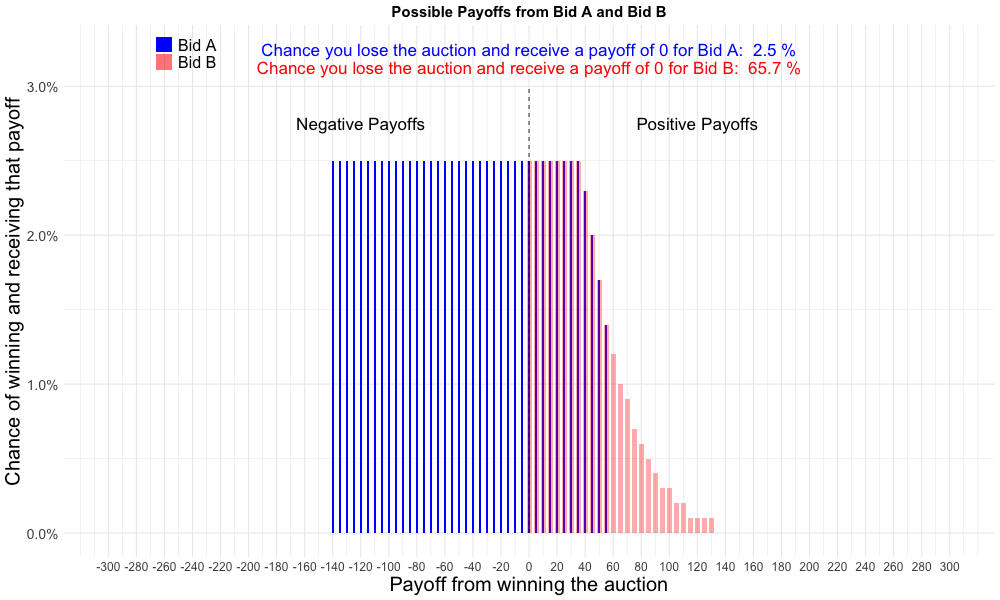 Possible Payoffs from Bid A and Bid B
Bid A
Bid B
Chance you lose the auction and receive a payoff of 0 for Bid A:  2.5 %
Chance you lose the auction and receive a payoff of 0 for Bid B:  65.7 %
Negative Payoffs
Positive Payoffs
Chance of winning and receiving that payoff
3.0%
2.0%
1.0%
0.0%
-300 -280 -260 -240 -220 -200 -180 -160 -140 -120 -100 -80 -60 -40 -20 0 20 40 60 80 100 120 140 160 180 200 220 240 260 280 300
Payoff from winning the auction